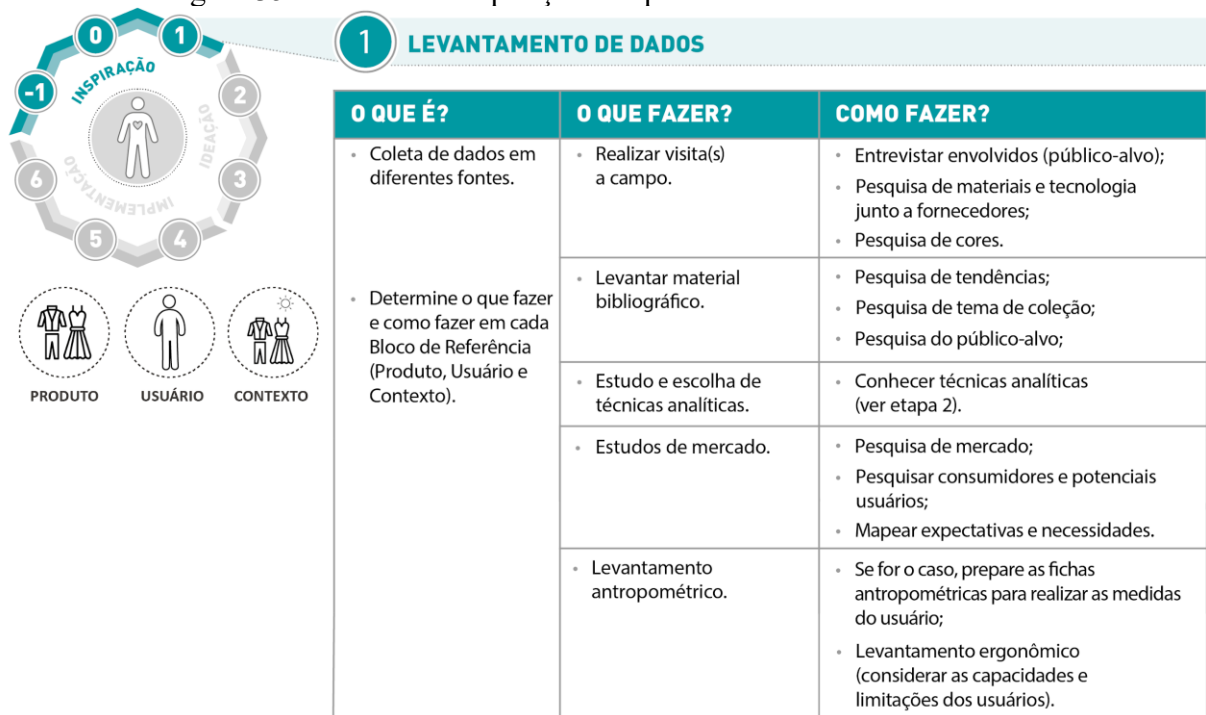 0
1
-1
INSPIRAÇÃO
2
IDEAÇÃO
3
4
5
6
IMPLEMENTAÇÃO
PRODUTO
USUÁRIO
CONTEXTO
1 LEVANTAMENTO DE DADOS
O QUE É?
O QUE FAZER?
COMO FAZER?
• Coleta de dados em
diferentes fontes.
• Determine o que fazer
e como fazer em cada
Bloco de Referência
(Produto, Usuário e
Contexto).
• Realizar visita(s)
a campo.
• Entrevistar envolvidos (público-alvo);
• Pesquisa de materiais e tecnologia
junto a fornecedores;
• Pesquisa de cores.
• Levantar material
bibliográfico.
• Pesquisa de tendências;
• Pesquisa de tema de coleção;
• Pesquisa do público-alvo;
• Estudo e escolha de
técnicas analíticas.
• Conhecer técnicas analíticas
(ver etapa 2).
• Estudos de mercado.
• Pesquisa de mercado;
• Pesquisar consumidores e potenciais
usuários;
• Mapear expectativas e necessidades.
• Levantamento
antropométrico.
• Se for o caso, prepare as fichas
antropométricas para realizar as medidas
do usuário;
• Levantamento ergonômico
(considerar as capacidades e
limitações dos usuários).